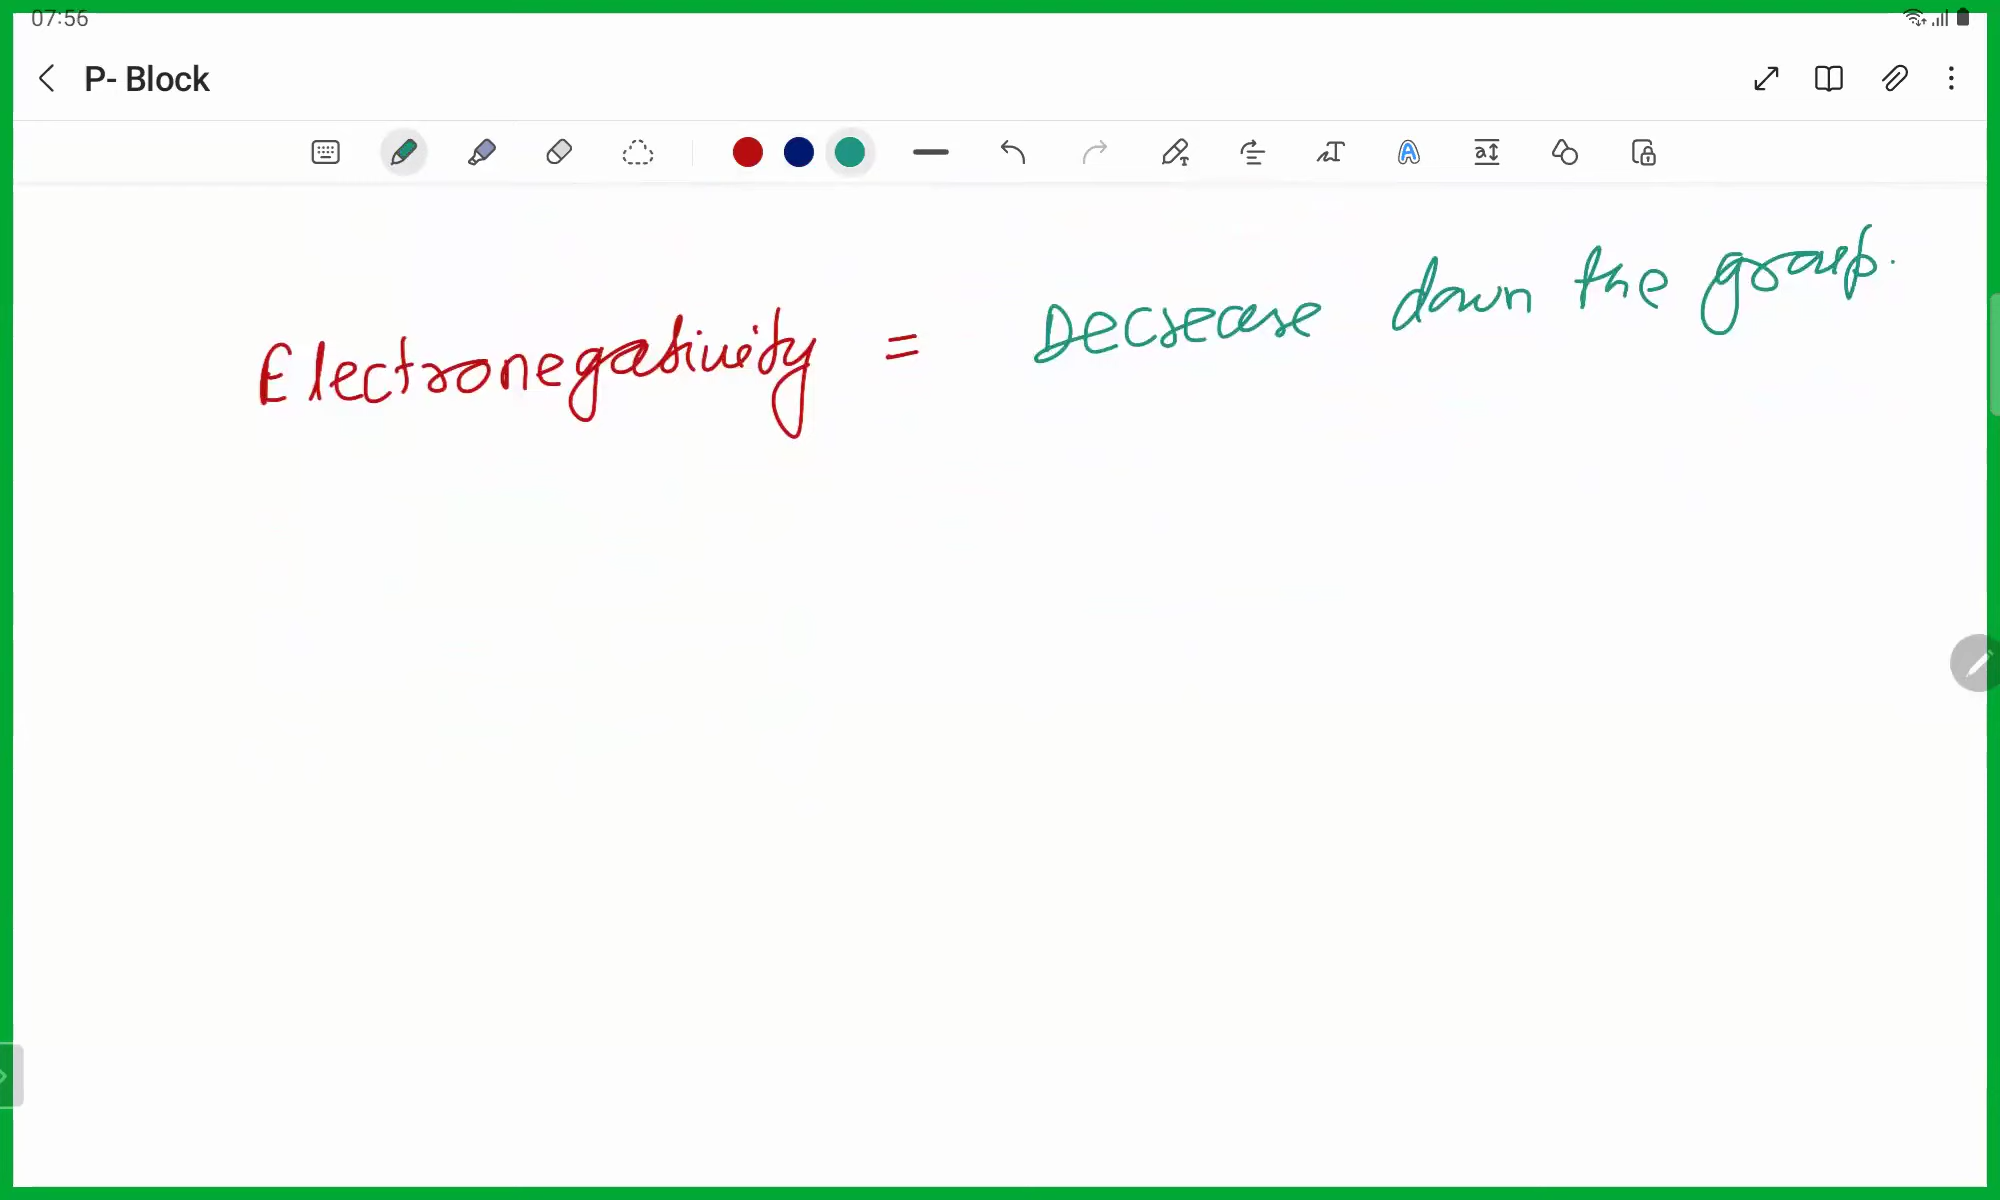 07:56
P- Block
Electronegativity = Decrease down the group.